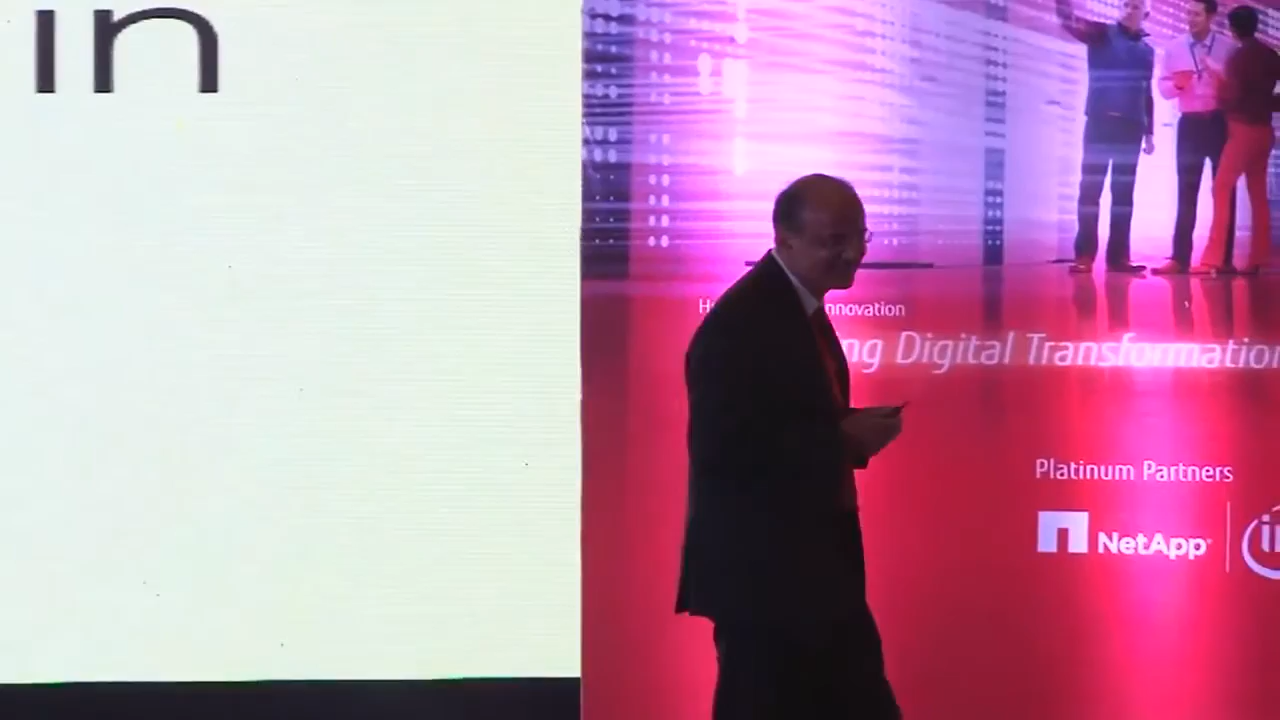 in
nnovation
ng Digital Transformation
Platinum Partners
NetApp